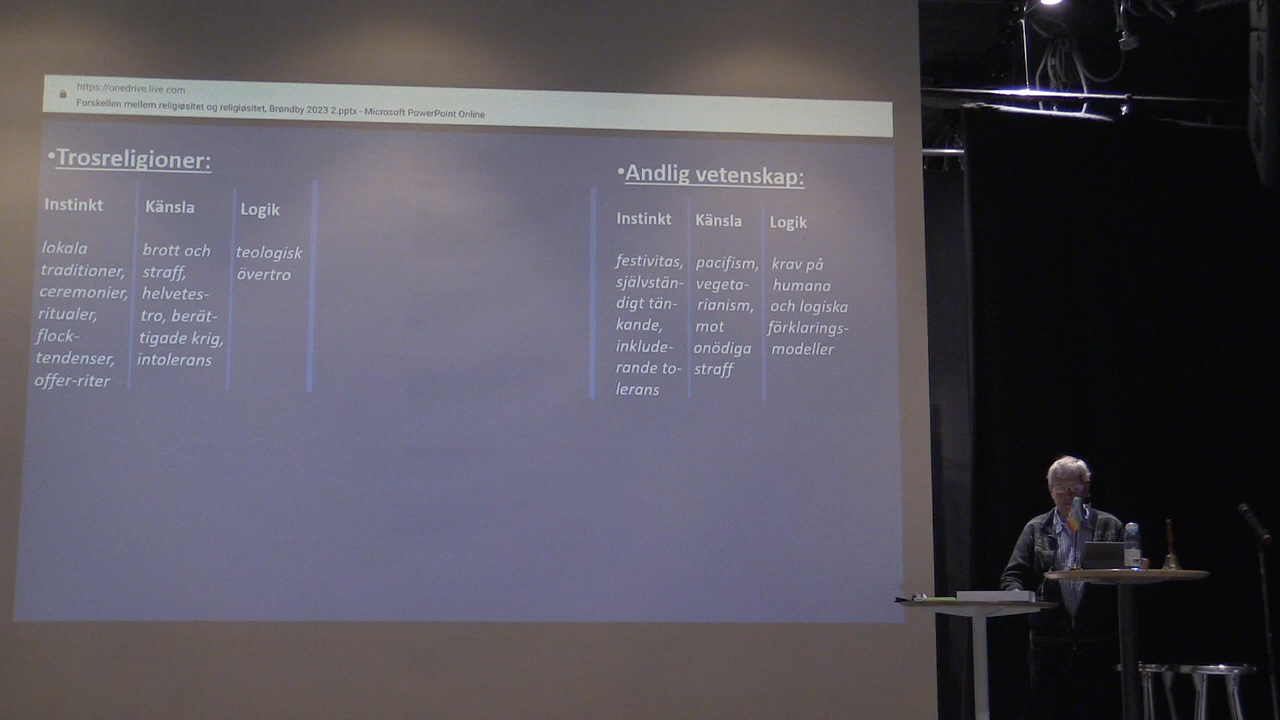 https://onedrive.live.com
Forskellen mellem religiøsitet og religiøsitet, Brøndby 2023 2.pptx - Microsoft PowerPoint Online
•Trosreligioner:
Instinkt
lokala
traditioner,
ceremonier,
ritualer,
flock-
tendenser,
offer-riter
Känsla
brott och
straff,
helvetes-
tro, berät-
tigade krig,
intolerans
Logik
teologisk
övertro
•Andlig vetenskap:
Instinkt
festivitas,
självstän-
digt tän-
kande,
inklude-
rande to-
lerans
Känsla
pacifism,
vegeta-
rianism,
mot
onödiga
straff
Logik
krav på
humana
och logiska
förklarings-
modeller